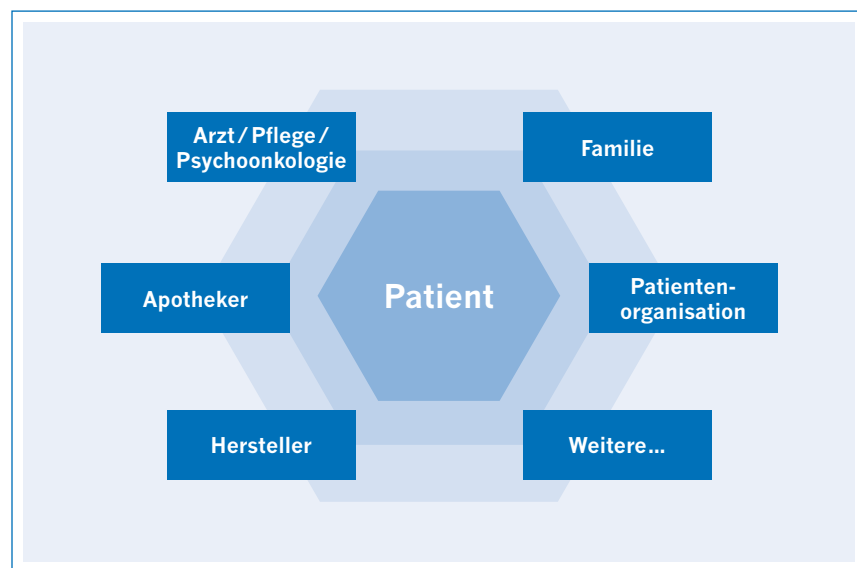 Arzt / Pflege /
Psychoonkologie
Familie
Apotheker
Patient
Patienten-
organisation
Hersteller
Weitere...